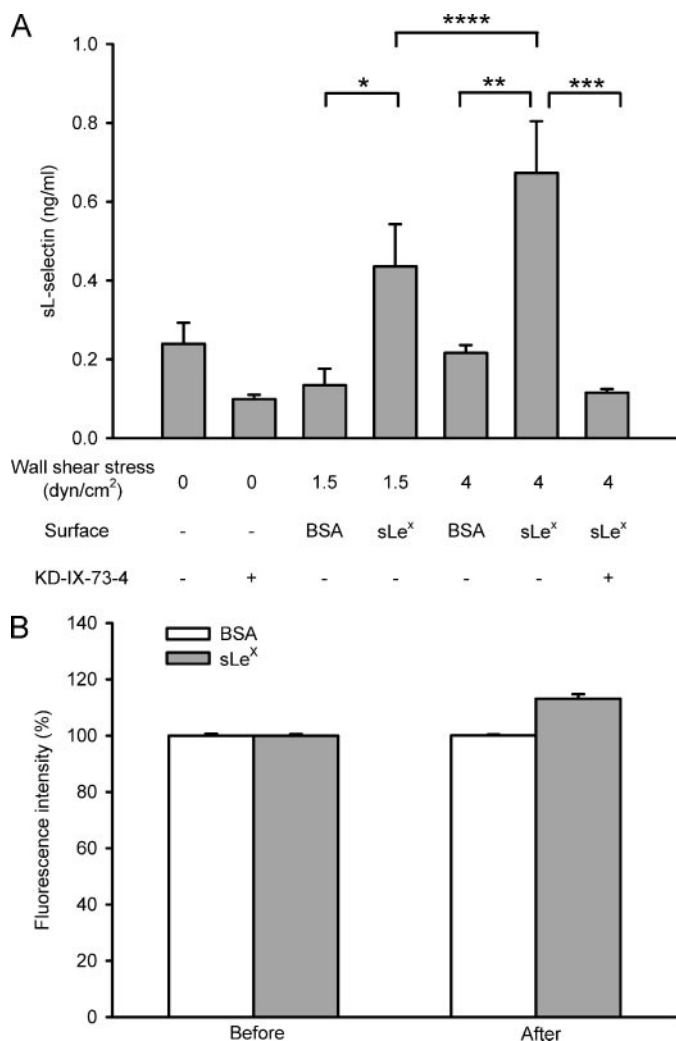 A
****
* ** ***
1.0
0.8
0.6
0.4
0.2
0.0
sL-selectin (ng/ml)
Wall shear stress
(dyn/cm²) 0 0 1.5 1.5 4 4 4
Surface - - BSA sLeˣ BSA sLeˣ sLeˣ
KD-IX-73-4 - + - - - - +
B
BSA
sLeˣ
140
120
100
80
60
40
20
0
Fluorescence intensity (%)
Before After